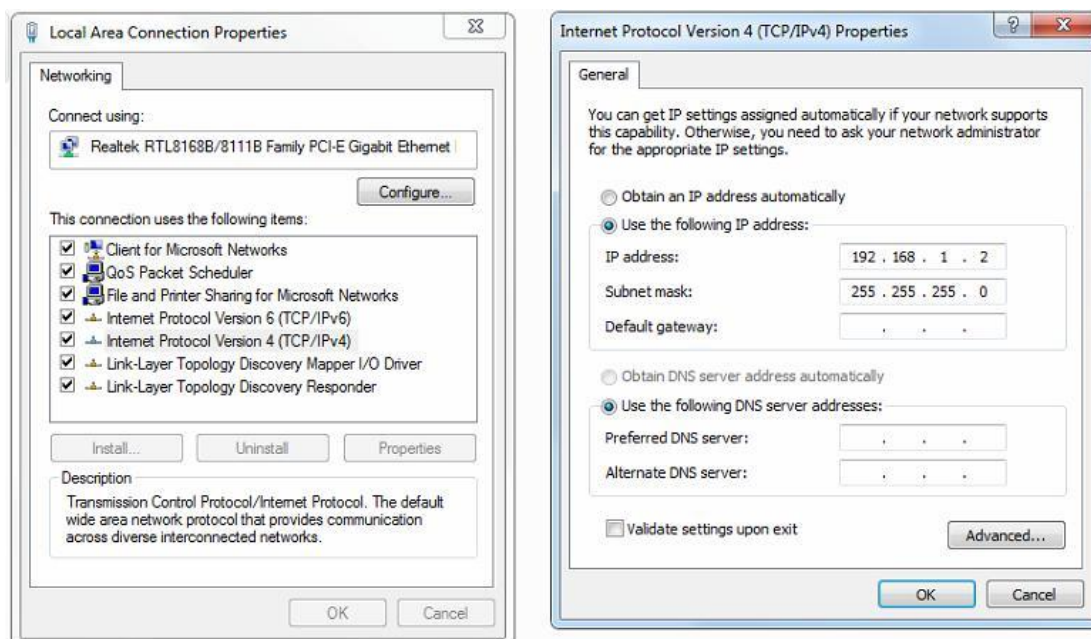 Local Area Connection Properties
Networking
Connect using:
Realtek RTL8168B/8111B Family PCI-E Gigabit Ethernet
Configure...
This connection uses the following items:
Client for Microsoft Networks
QoS Packet Scheduler
File and Printer Sharing for Microsoft Networks
Internet Protocol Version 6 (TCP/IPv6)
Internet Protocol Version 4 (TCP/IPv4)
Link-Layer Topology Discovery Mapper I/O Driver
Link-Layer Topology Discovery Responder
Install...
Uninstall
Properties
Description
Transmission Control Protocol/Internet Protocol. The default
wide area network protocol that provides communication
across diverse interconnected networks.
OK
Cancel
Internet Protocol Version 4 (TCP/IPv4) Properties
General
You can get IP settings assigned automatically if your network supports
this capability. Otherwise, you need to ask your network administrator
for the appropriate IP settings.
Obtain an IP address automatically
Use the following IP address:
IP address: 192 . 168 . 1 . 2
Subnet mask: 255 . 255 . 255 . 0
Default gateway: . . .
Obtain DNS server address automatically
Use the following DNS server addresses:
Preferred DNS server: . . .
Alternate DNS server: . . .
Validate settings upon exit
Advanced...
OK
Cancel